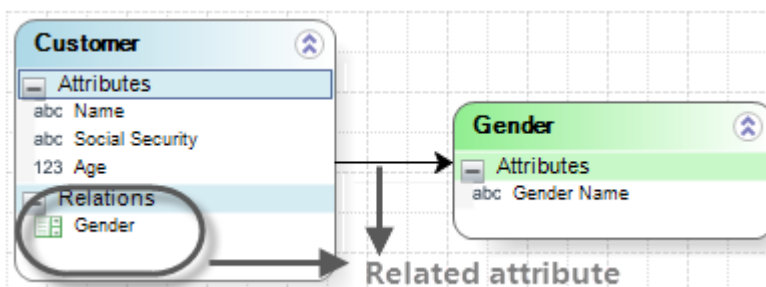 Customer
Attributes
abc Name
abc Social Security
123 Age
Relations
Gender
Gender
Attributes
abc Gender Name
Related attribute